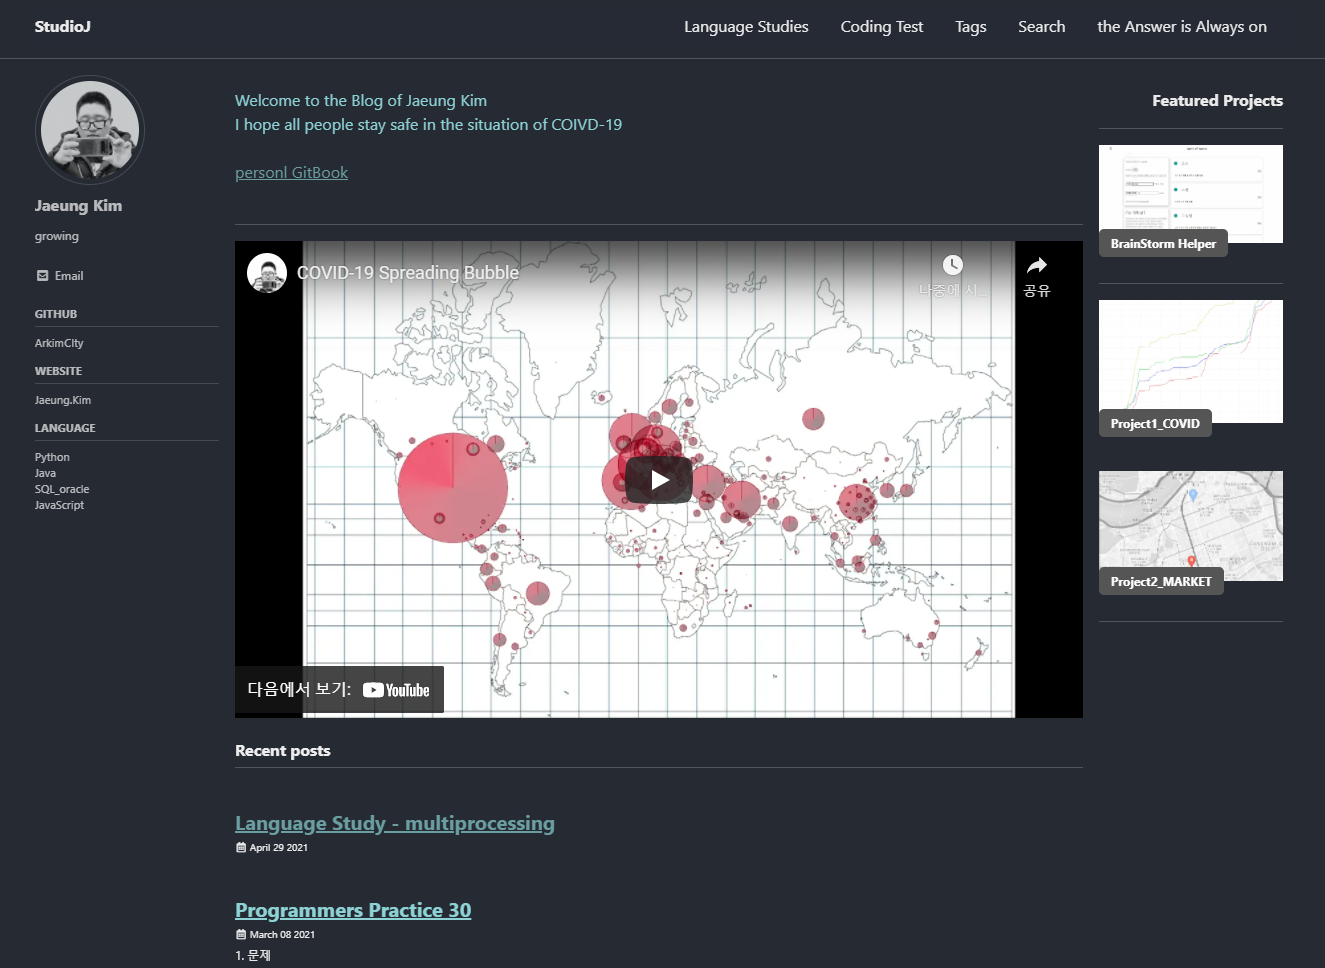 StudioJ
Language Studies
Coding Test
Tags
Search
the Answer is Always on
Jaeung Kim
growing
Email
GITHUB
ArkimCIty
WEBSITE
Jaeung.Kim
LANGUAGE
Python
Java
SQL_oracle
JavaScript
Welcome to the Blog of Jaeung Kim
I hope all people stay safe in the situation of COIVD-19
personl GitBook
COVID-19 Spreading Bubble
나중에 시...
공유
다음에서 보기: YouTube
Recent posts
Language Study - multiprocessing
April 29 2021
Programmers Practice 30
March 08 2021
1. 문제
Featured Projects
BrainStorm Helper
Project1_COVID
Project2_MARKET